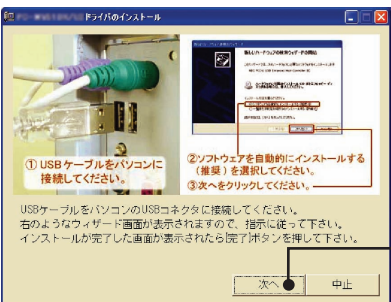 ドライバのインストール
① USB ケーブルをパソコンに
接続してください。
②ソフトウェアを自動的にインストールする
(推奨)を選択してください。
③次へをクリックしてください。
USBケーブルをパソコンのUSBコネクタに接続してください。
右のようなウィザード画面が表示されますので、指示に従って下さい。
インストールが完了した画面が表示されたら[完了]ボタンを押して下さい。
次へ
中止